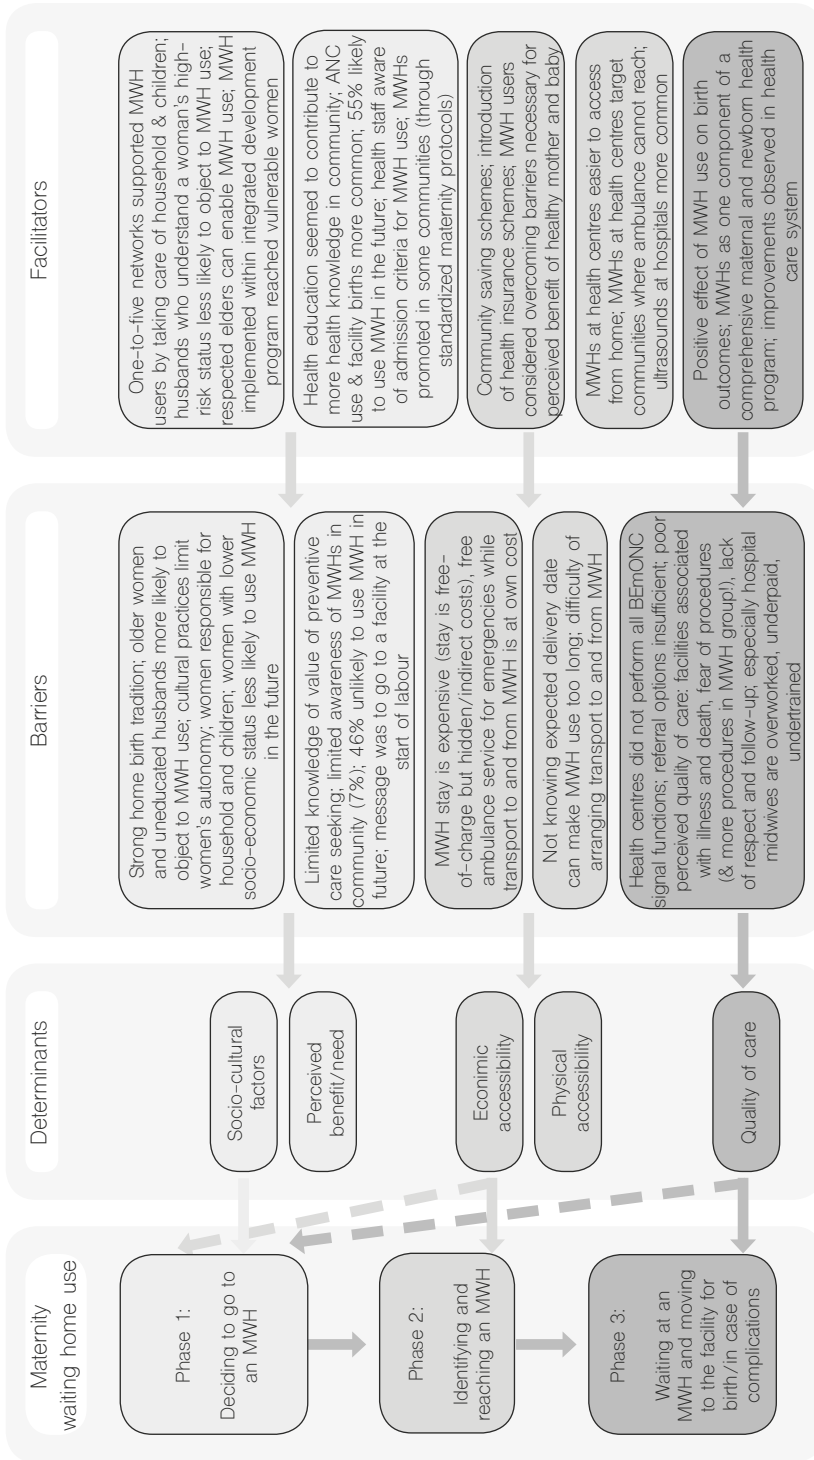 Maternity
waiting home use
Phase 1:
Deciding to go to
an MWH
Phase 2:
Identifying and
reaching an MWH
Phase 3:
Waiting at an
MWH and moving
to the facility for
birth/in case of
complications
Determinants
Socio-cultural
factors
Perceived
benefit/need
Econimic
accessibility
Physical
accessibility
Quality of care
Barriers
Strong home birth tradition; older women
and uneducated husbands more likely to
object to MWH use; cultural practices limit
women's autonomy; women responsible for
household and children; women with lower
socio-economic status less likely to use MWH
in the future
Limited knowledge of value of preventive
care seeking; limited awareness of MWHs in
community (7%); 46% unlikely to use MWH in
future; message was to go to a facility at the
start of labour
MWH stay is expensive (stay is free-
of-charge but hidden/indirect costs), free
ambulance service for emergencies while
transport to and from MWH is at own cost
Not knowing expected delivery date
can make MWH use too long; difficulty of
arranging transport to and from MWH
Health centres did not perform all BEmONC
signal functions; referral options insufficient; poor
perceived quality of care: facilities associated
with illness and death, fear of procedures
(& more procedures in MWH group!), lack
of respect and follow-up; especially hospital
midwives are overworked, underpaid,
undertrained
Facilitators
One-to-five networks supported MWH
users by taking care of household & children;
husbands who understand a woman's high-
risk status less likely to object to MWH use;
respected elders can enable MWH use; MWH
implemented within integrated development
program reached vulnerable women
Health education seemed to contribute to
more health knowledge in community; ANC
use & facility births more common; 55% likely
to use MWH in the future; health staff aware
of admission criteria for MWH use; MWHs
promoted in some communities (through
standardized maternity protocols)
Community saving schemes; introduction
of health insurance schemes; MWH users
considered overcoming barriers necessary for
perceived benefit of healthy mother and baby
MWHs at health centres easier to access
from home; MWHs at health centres target
communities where ambulance cannot reach;
ultrasounds at hospitals more common
Positive effect of MWH use on birth
outcomes; MWHs as one component of a
comprehensive maternal and newborn health
program; improvements observed in health
care system